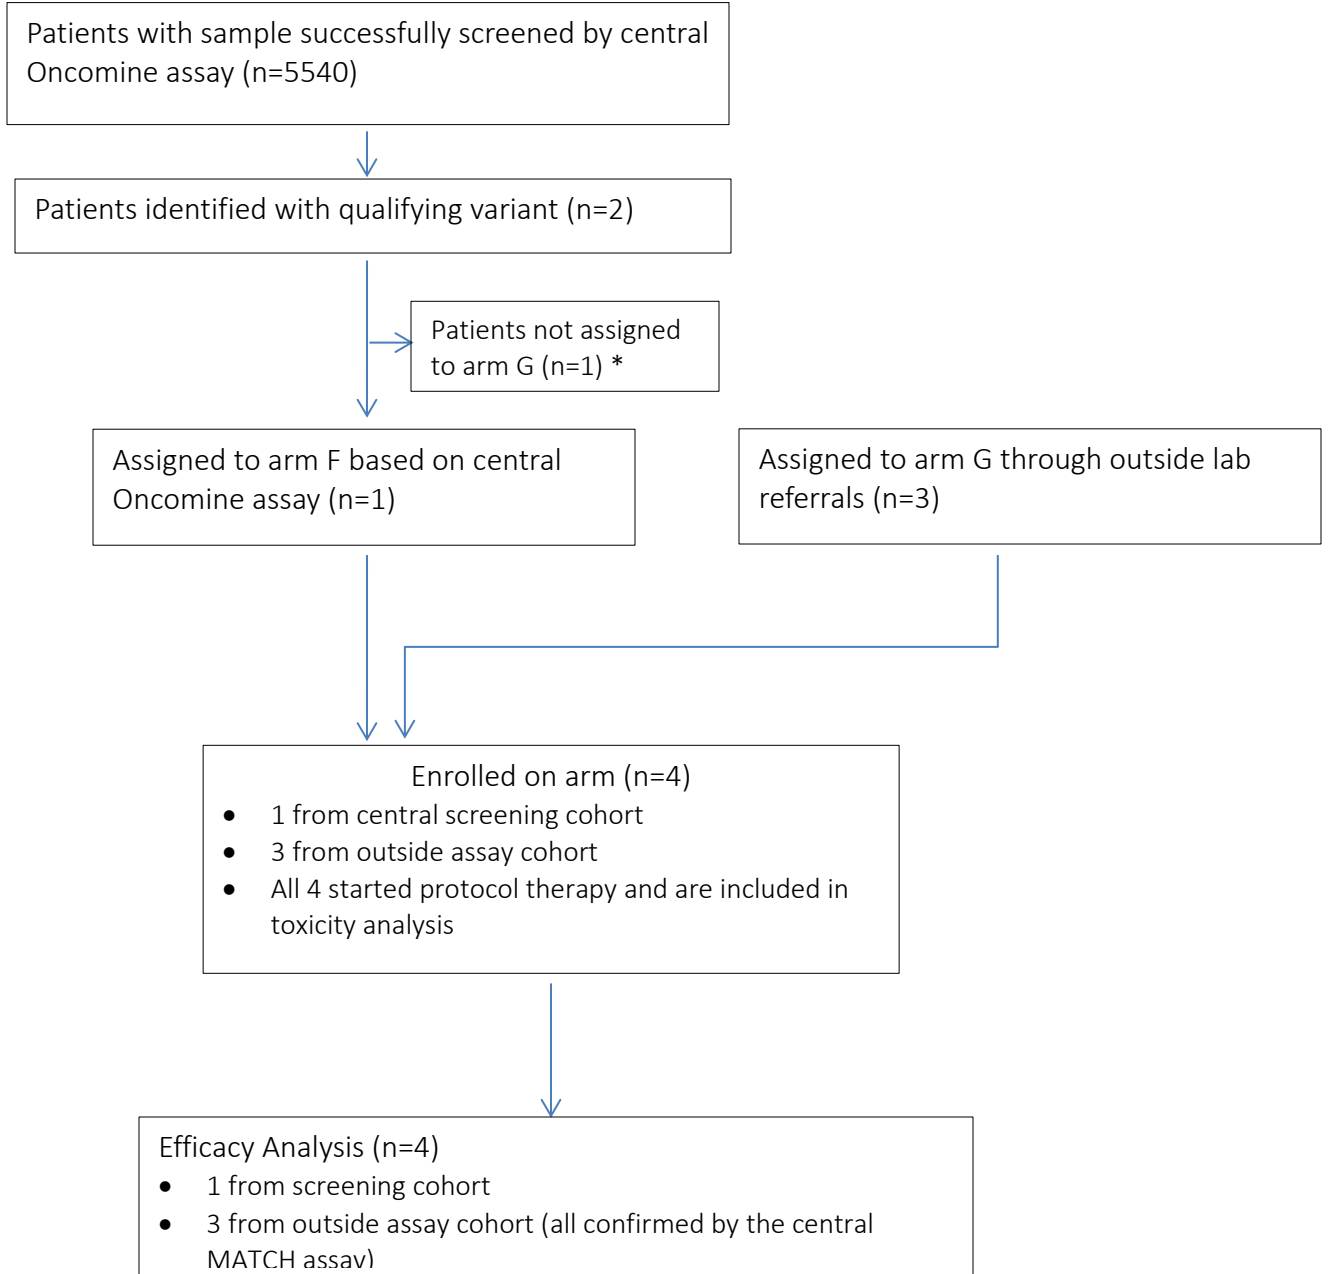 Patients with sample successfully screened by central
Oncomine assay (n=5540)
Patients identified with qualifying variant (n=2)
Patients not assigned
to arm G (n=1) *
Assigned to arm F based on central
Oncomine assay (n=1)
Assigned to arm G through outside lab
referrals (n=3)
Enrolled on arm (n=4)
• 1 from central screening cohort
• 3 from outside assay cohort
• All 4 started protocol therapy and are included in
toxicity analysis
Efficacy Analysis (n=4)
• 1 from screening cohort
• 3 from outside assay cohort (all confirmed by the central
MATCH assay)